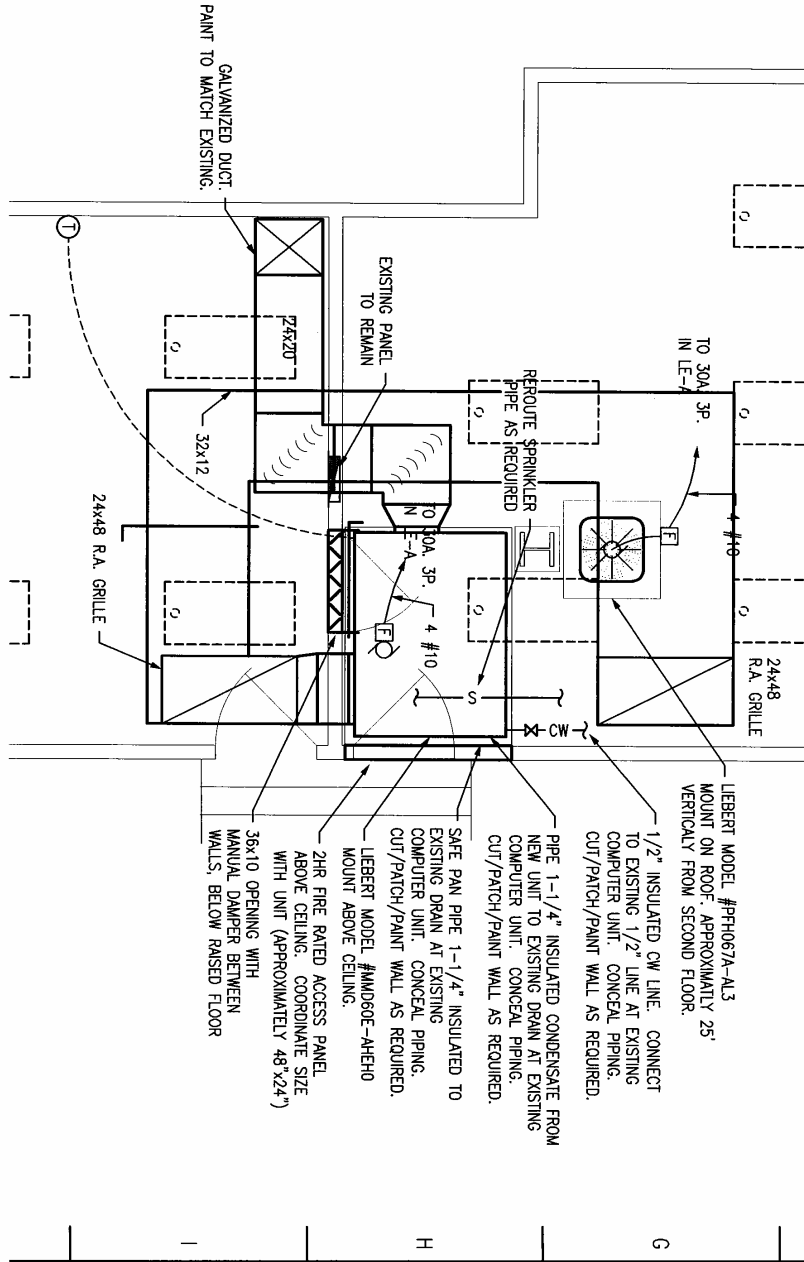 LIEBERT MODEL #PFH067A-AL3
MOUNT ON ROOF. APPROXIMATLY 25'
VERTICALY FROM SECOND FLOOR.
1/2" INSULATED CW LINE. CONNECT
TO EXISTING 1/2" LINE AT EXISTING
COMPUTER UNIT. CONCEAL PIPING.
CUT/PATCH/PAINT WALL AS REQUIRED.
PIPE 1-1/4" INSULATED CONDENSATE FROM
NEW UNIT TO EXISTING DRAIN AT EXISTING
COMPUTER UNIT. CONCEAL PIPING.
CUT/PATCH/PAINT WALL AS REQUIRED.
SAFE PAN PIPE 1-1/4" INSULATED TO
EXISTING DRAIN AT EXISTING
COMPUTER UNIT. CONCEAL PIPING.
CUT/PATCH/PAINT WALL AS REQUIRED.
LIEBERT MODEL #MMD60E-AHEH0
MOUNT ABOVE CEILING.
2HR FIRE RATED ACCESS PANEL
ABOVE CEILING. COORDINATE SIZE
WITH UNIT (APPROXIMATELY 48"x24")
36x10 OPENING WITH
MANUAL DAMPER BETWEEN
WALLS, BELOW RAISED FLOOR
24x48
R.A. GRILLE
TO 30A, 3P.
IN LE-A
4 #10
F
REROUTE SPRINKLER
PIPE AS REQUIRED
S
CW
TO 30A, 3P.
IN LE-A
4 #10
F
EXISTING PANEL
TO REMAIN
24x20
32x12
24x48 R.A. GRILLE
GALVANIZED DUCT.
PAINT TO MATCH EXISTING.
T
G
H
I